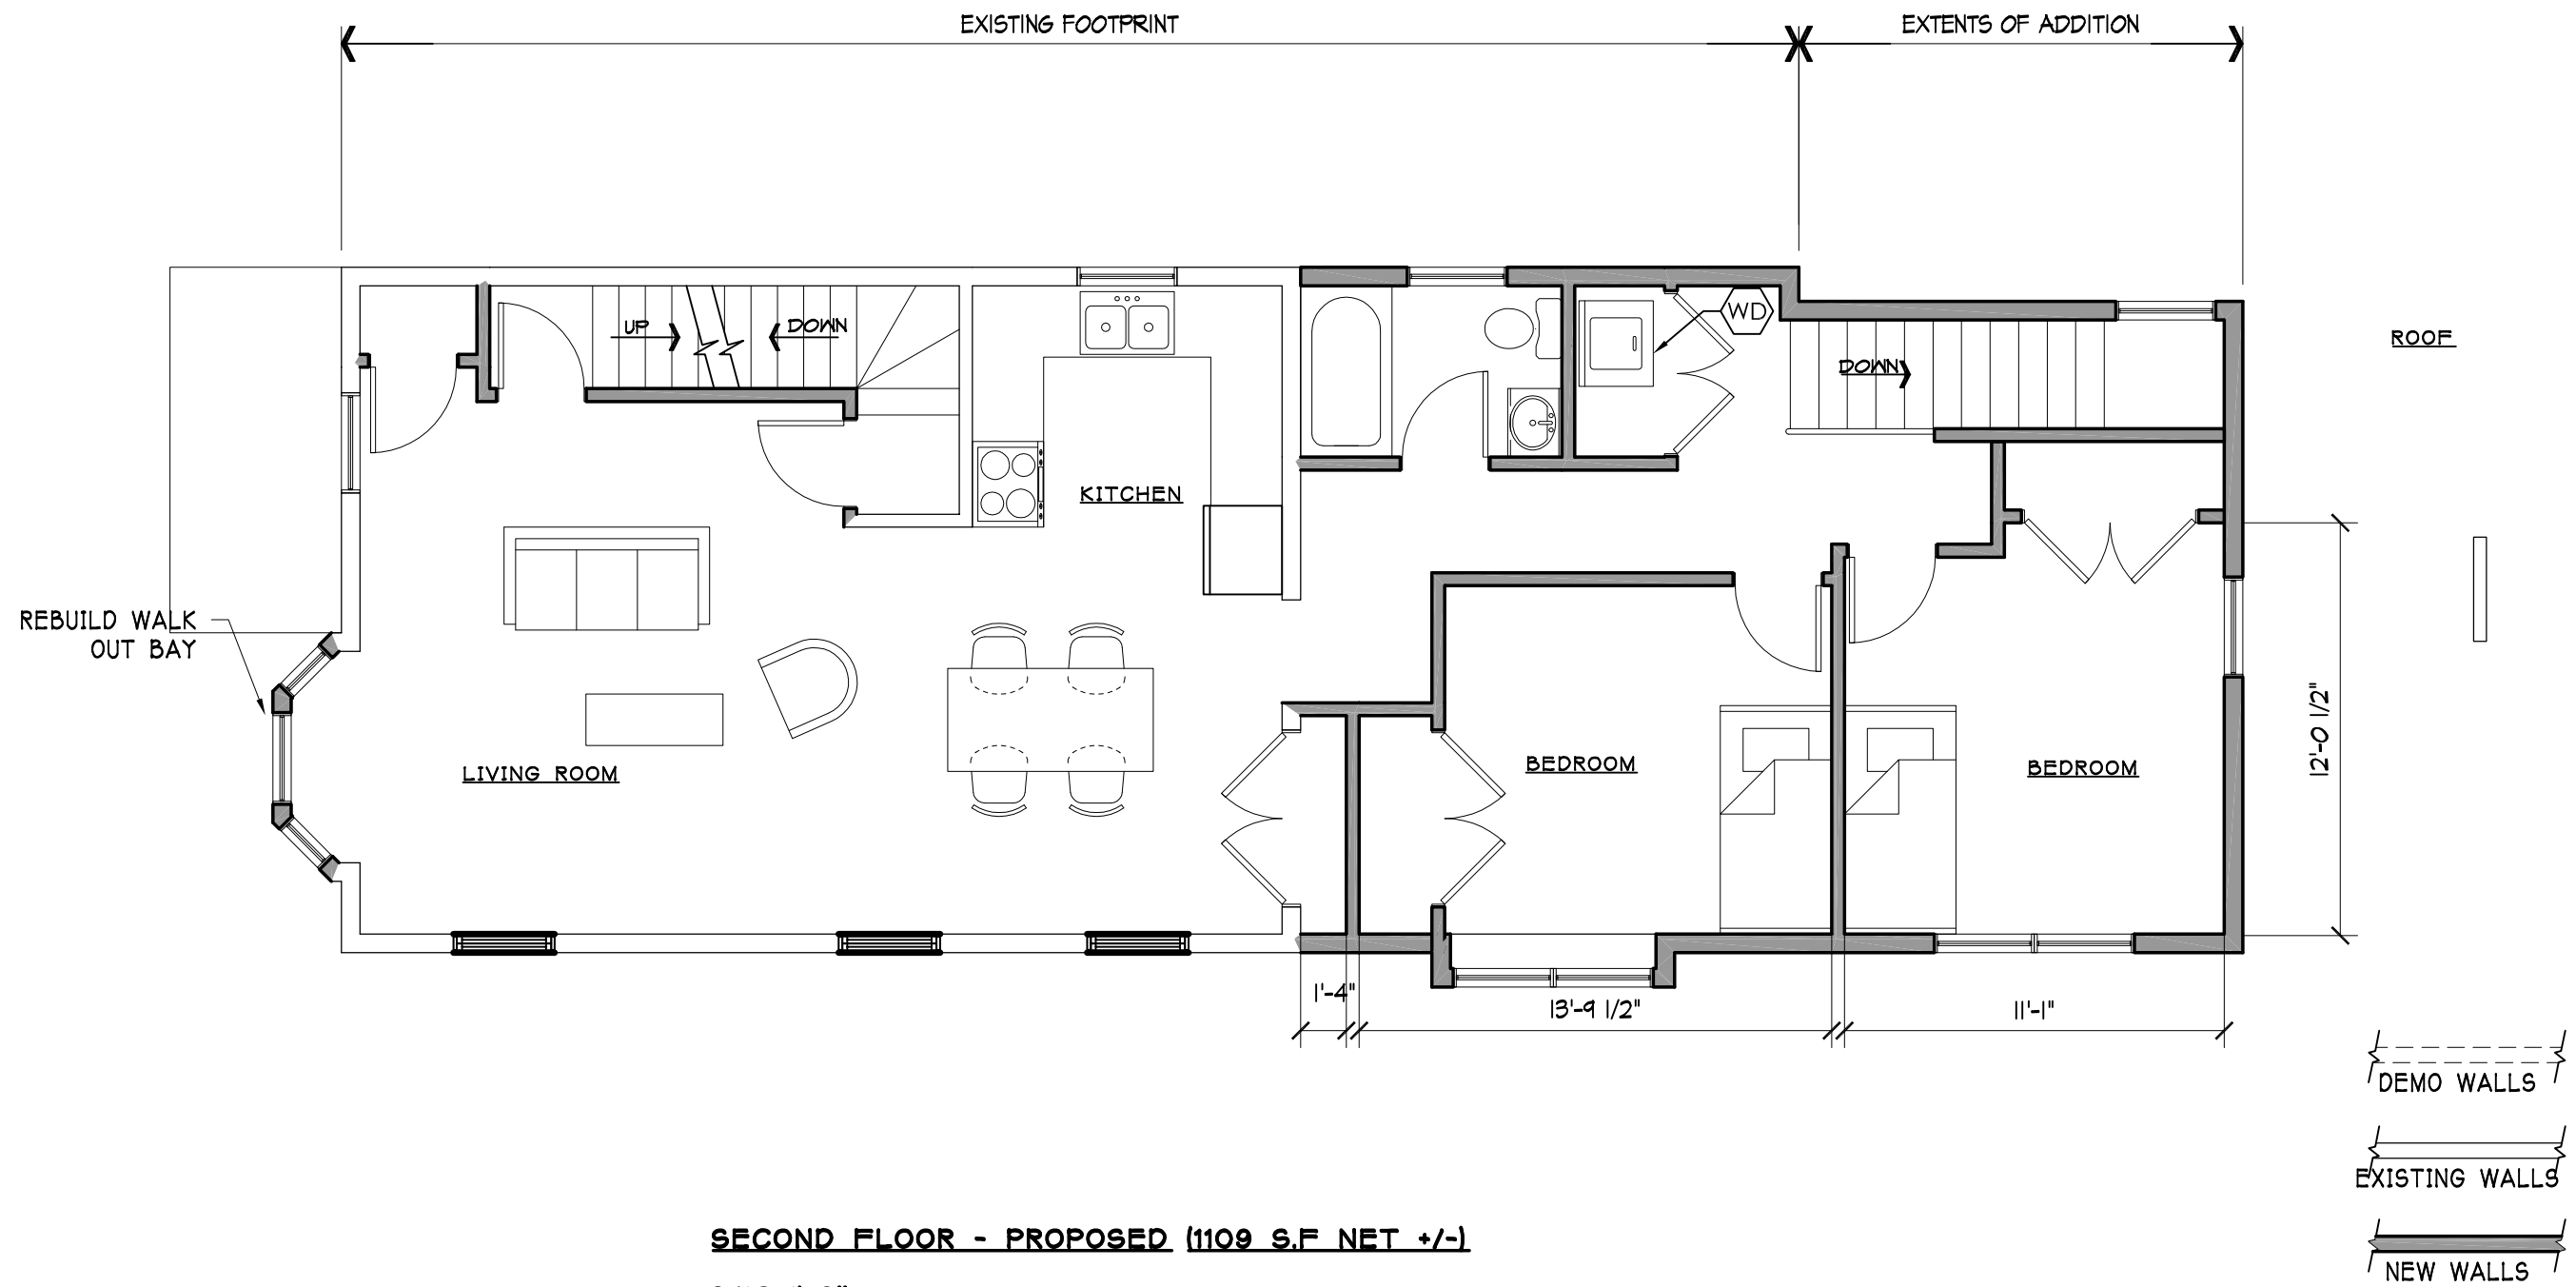 EXISTING FOOTPRINT
EXTENTS OF ADDITION
UP
DOWN
WD
DOWN
ROOF
KITCHEN
REBUILD WALK
OUT BAY
LIVING ROOM
BEDROOM
BEDROOM
12'-0 1/2"
1'-4"
13'-9 1/2"
11'-1"
DEMO WALLS
EXISTING WALLS
SECOND FLOOR - PROPOSED (1109 S.F NET +/-)
NEW WALLS